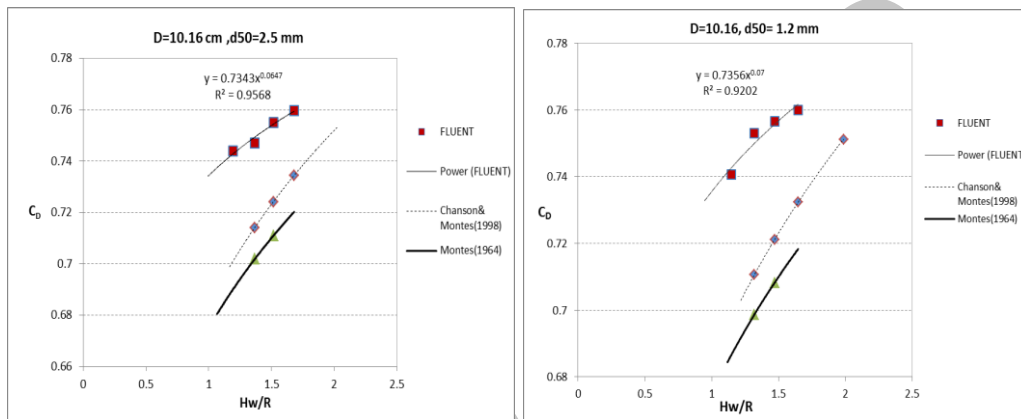 D=10.16 cm ,d50=2.5 mm
0.78
0.76
0.74
0.72
0.7
0.68
0.66
C_D
y = 0.7343x^0.0647
R² = 0.9568
0
0.5
1
1.5
2
2.5
Hw/R
FLUENT
Power (FLUENT)
Chanson&
Montes(1998)
Montes(1964)
D=10.16, d50= 1.2 mm
0.78
0.76
0.74
0.72
0.7
0.68
C_D
y = 0.7356x^0.07
R² = 0.9202
0
0.5
1
1.5
2
2.5
Hw/R
FLUENT
Power (FLUENT)
Chanson&
Montes(1998)
Montes(1964)